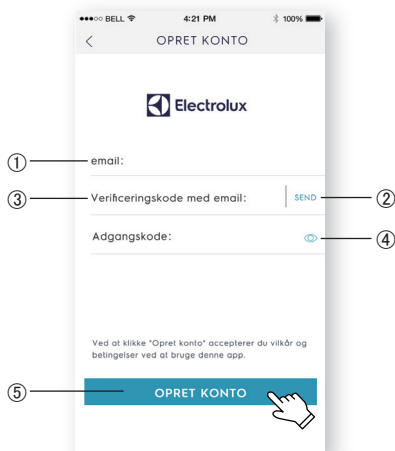 ●●●○○ BELL 4:21 PM 100%
< OPRET KONTO
Electrolux
① email:
③ Verificeringskode med email: SEND ②
Adgangskode: ④
Ved at klikke "Opret konto" accepterer du vilkår og
betingelser ved at bruge denne app.
⑤ OPRET KONTO